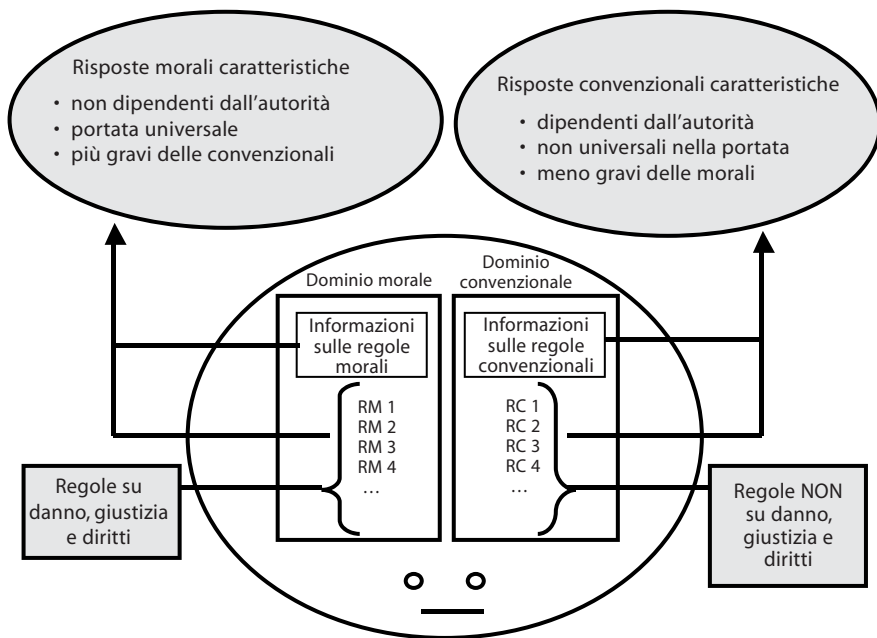 Risposte morali caratteristiche
• non dipendenti dall'autorità
• portata universale
• più gravi delle convenzionali
Risposte convenzionali caratteristiche
• dipendenti dall'autorità
• non universali nella portata
• meno gravi delle morali
Dominio morale
Dominio
convenzionale
Informazioni
sulle regole
morali
Informazioni
sulle regole
convenzionali
RM 1
RM 2
RM 3
RM 4
…
RC 1
RC 2
RC 3
RC 4
…
Regole su
danno, giustizia
e diritti
Regole NON
su danno,
giustizia e
diritti